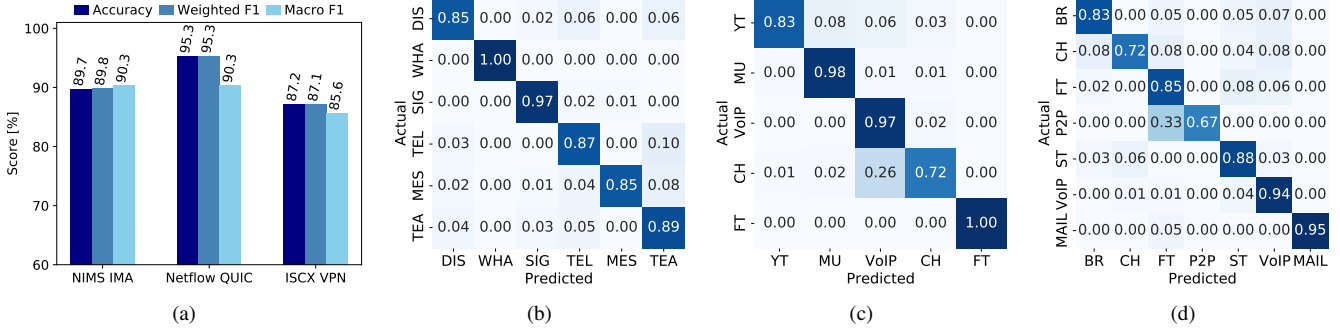 Accuracy Weighted F1 Macro F1
Score [%]
100
90
80
70
60
89.7 89.8 90.3
95.3 95.3 90.3
87.2 87.1 85.6
NIMS IMA Netflow QUIC ISCX VPN
(a)
Actual
DIS 0.85 0.00 0.02 0.06 0.00 0.06
WHA 0.00 1.00 0.00 0.00 0.00 0.00
SIG 0.00 0.00 0.97 0.02 0.01 0.00
TEL 0.03 0.00 0.00 0.87 0.00 0.10
MES 0.02 0.00 0.01 0.04 0.85 0.08
TEA 0.04 0.00 0.03 0.05 0.00 0.89
DIS WHA SIG TEL MES TEA
Predicted
(b)
Actual
YT 0.83 0.08 0.06 0.03 0.00
MU 0.00 0.98 0.01 0.01 0.00
VoIP 0.00 0.00 0.97 0.02 0.00
CH 0.01 0.02 0.26 0.72 0.00
FT 0.00 0.00 0.00 0.00 1.00
YT MU VoIP CH FT
Predicted
(c)
Actual
BR 0.83 0.00 0.05 0.00 0.05 0.07 0.00
CH 0.08 0.72 0.08 0.00 0.04 0.08 0.00
FT 0.02 0.00 0.85 0.00 0.08 0.06 0.00
P2P 0.00 0.00 0.33 0.67 0.00 0.00 0.00
ST 0.03 0.06 0.00 0.00 0.88 0.03 0.00
VoIP 0.00 0.01 0.01 0.00 0.04 0.94 0.00
MAIL 0.00 0.00 0.05 0.00 0.00 0.00 0.95
BR CH FT P2P ST VoIP MAIL
Predicted
(d)